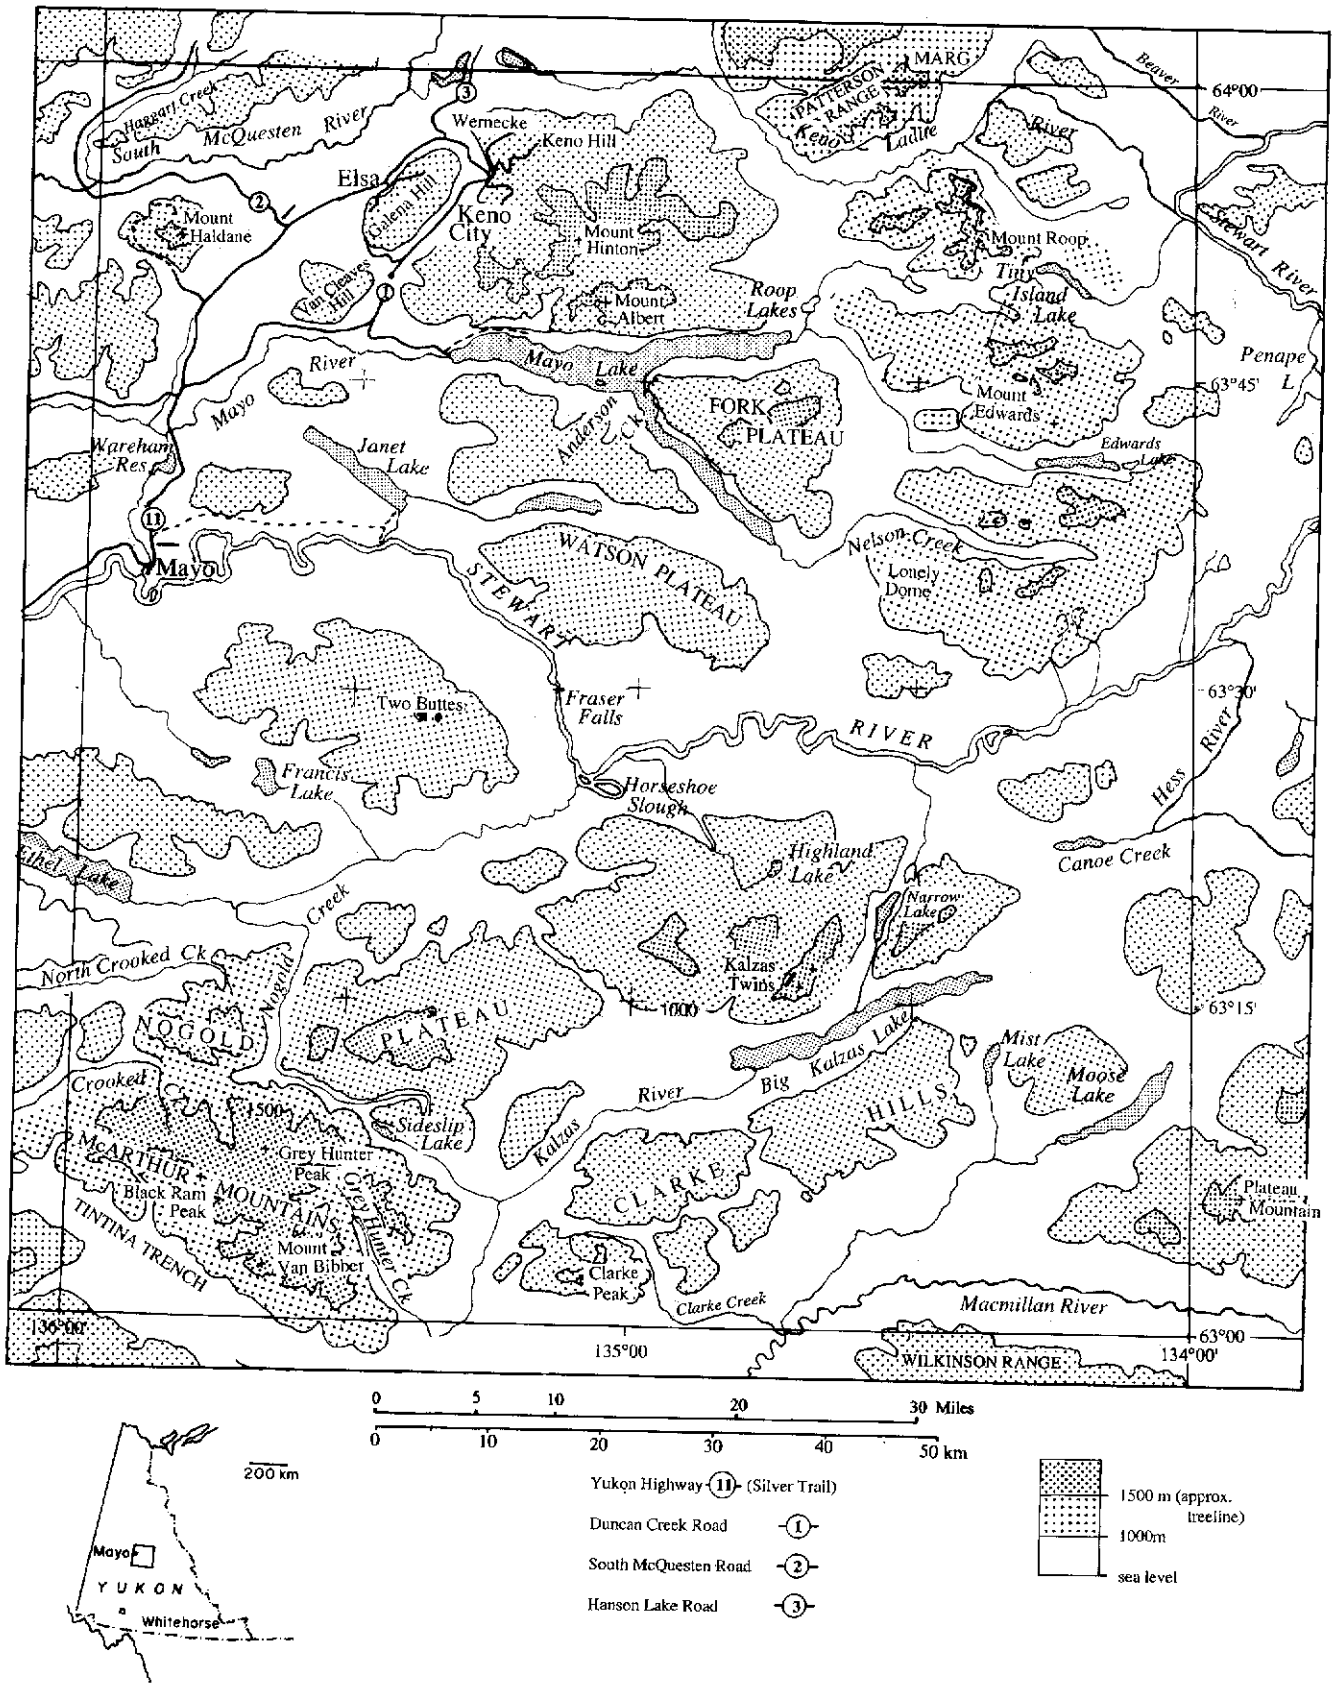 MARG
Beaver
River
64°00'
PATTERSON
RANGE
Keno
Ladue
River
Haggart Creek
South McQuesten River
3
Wernecke
Keno Hill
Elsa
Galena Hill
2
Mount
Haldane
Keno
City
Mount
Hinton
Mount Roop
Stewart River
Tiny
Island
Lake
Van Cleaves
Hill
1
Mount
Albert
Roop
Lakes
Penape
L
Mayo Lake
Mayo River
63°45'
Mount
Edwards
FORK
PLATEAU
Anderson
Ck
Wareham
Res
Janet
Lake
Edwards
Lake
11
Mayo
WATSON PLATEAU
Nelson Creek
Lonely
Dome
STEWART
RIVER
Two Buttes
Fraser
Falls
63°30'
Hess River
Francis
Lake
Horseshoe
Slough
Ethel Lake
Highland
Lake
Canoe Creek
Narrow
Lake
Nogold Creek
North Crooked Ck
Kalzas
Twins
1000
63°15'
NOGOLD
PLATEAU
Big Kalzas Lake
Mist
Lake
Moose
Lake
Crooked
Ck
1500
Sideslip
Lake
Kalzas River
CLARKE HILLS
McARTHUR
MOUNTAINS
Grey Hunter
Peak
Black Ram
Peak
Grey Hunter Ck
Mount
Van Bibber
TINTINA TRENCH
Plateau
Mountain
Clarke
Peak
Clarke Creek
Macmillan River
63°00
136°00'
135°00
134°00'
WILKINSON RANGE
0 5 10 20 30 Miles
0 10 20 30 40 50 km
200 km
Mayo
YUKON
Whitehorse
Yukon Highway 11 (Silver Trail)
Duncan Creek Road 1
South McQuesten Road 2
Hanson Lake Road 3
1500 m (approx.
treeline)
1000m
sea level